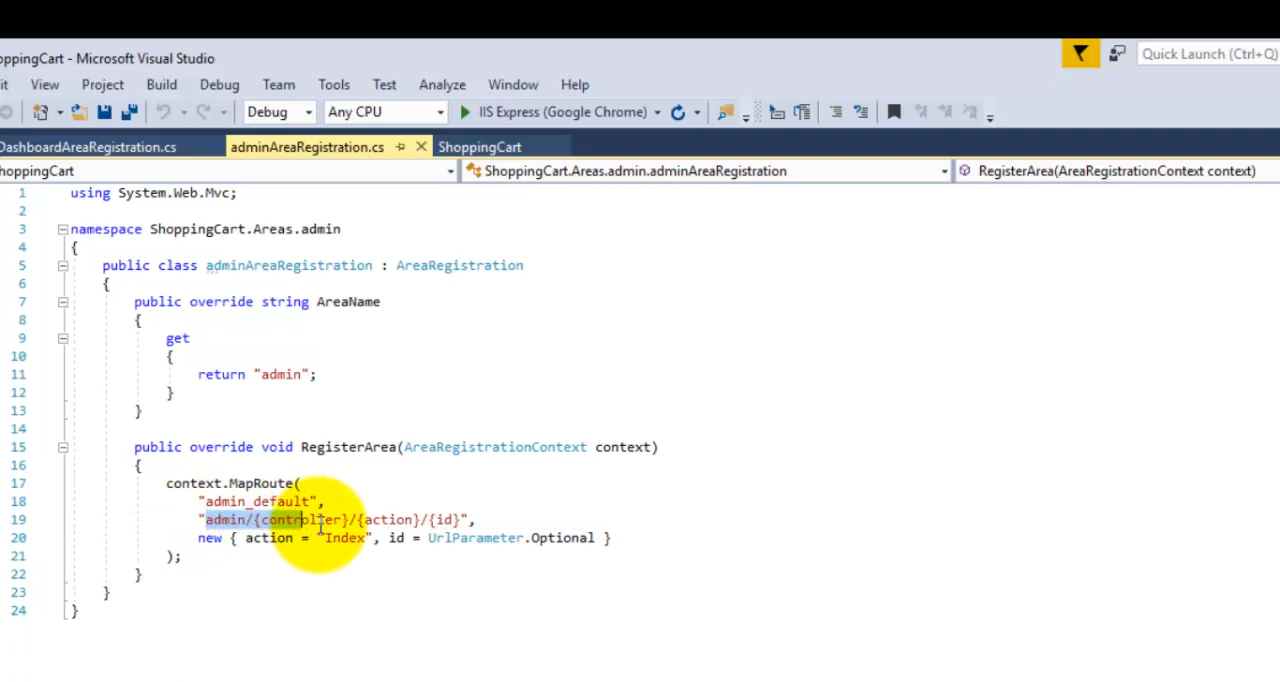 oppingCart - Microsoft Visual Studio
Quick Launch (Ctrl+Q)
it View Project Build Debug Team Tools Test Analyze Window Help
Debug Any CPU IIS Express (Google Chrome)
DashboardAreaRegistration.cs adminAreaRegistration.cs ShoppingCart
hoppingCart ShoppingCart.Areas.admin.adminAreaRegistration RegisterArea(AreaRegistrationContext context)
1 using System.Web.Mvc;
2
3 namespace ShoppingCart.Areas.admin
4 {
5 public class adminAreaRegistration : AreaRegistration
6 {
7 public override string AreaName
8 {
9 get
10 {
11 return "admin";
12 }
13 }
14
15 public override void RegisterArea(AreaRegistrationContext context)
16 {
17 context.MapRoute(
18 "admin_default",
19 "admin/{controller}/{action}/{id}",
20 new { action = "Index", id = UrlParameter.Optional }
21 );
22 }
23 }
24 }